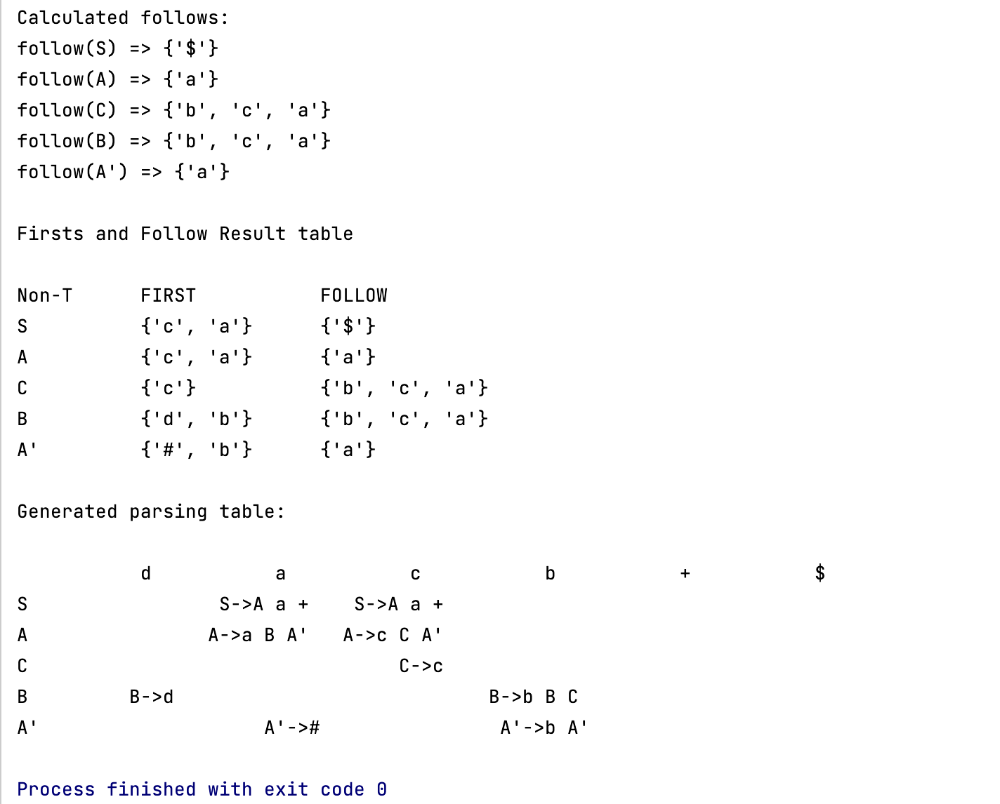 Calculated follows:
follow(S) => {'$'}
follow(A) => {'a'}
follow(C) => {'b', 'c', 'a'}
follow(B) => {'b', 'c', 'a'}
follow(A') => {'a'}
Firsts and Follow Result table
Non-T      FIRST           FOLLOW
S          {'c', 'a'}      {'$'}
A          {'c', 'a'}      {'a'}
C          {'c'}           {'b', 'c', 'a'}
B          {'d', 'b'}      {'b', 'c', 'a'}
A'         {'#', 'b'}      {'a'}
Generated parsing table:
           d           a           c           b           +           $
S                 S->A a +    S->A a +
A                A->a B A'   A->c C A'
C                                 C->c
B         B->d                            B->b B C
A'                    A'->#                A'->b A'
Process finished with exit code 0